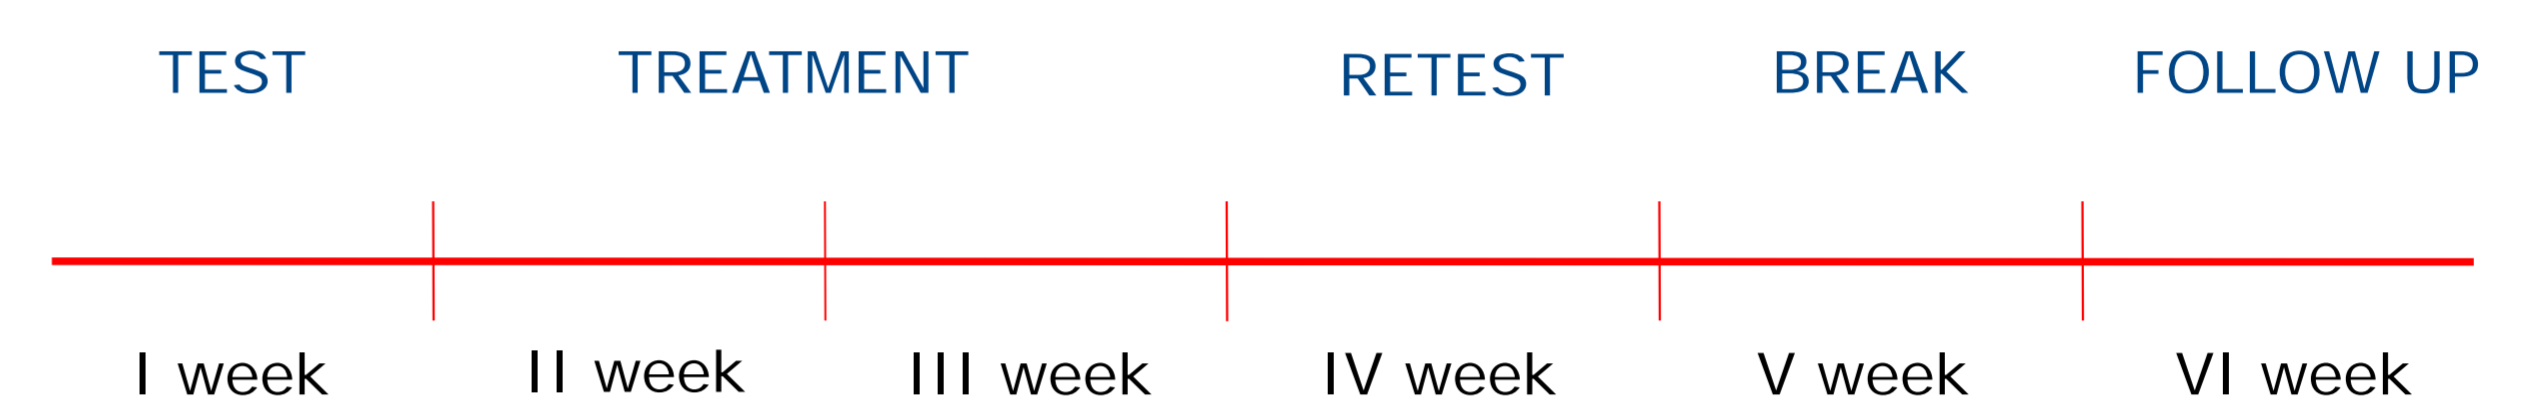 TEST TREATMENT RETEST BREAK FOLLOW UP
I week II week III week IV week V week VI week